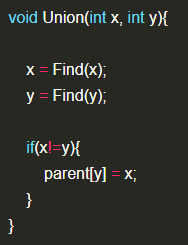 void Union(int x, int y){
x = Find(x);
y = Find(y);
if(x!=y){
parent[y] = x;
}
}